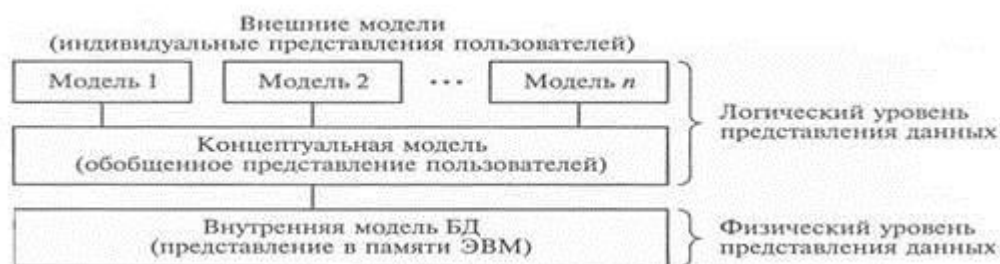 Внешние модели
(индивидуальные представления пользователей)
Модель 1
Модель 2
...
Модель n
Логический уровень
представления данных
Концептуальная модель
(обобщенное представление пользователей)
Внутренняя модель БД
(представление в памяти ЭВМ)
Физический уровень
представления данных